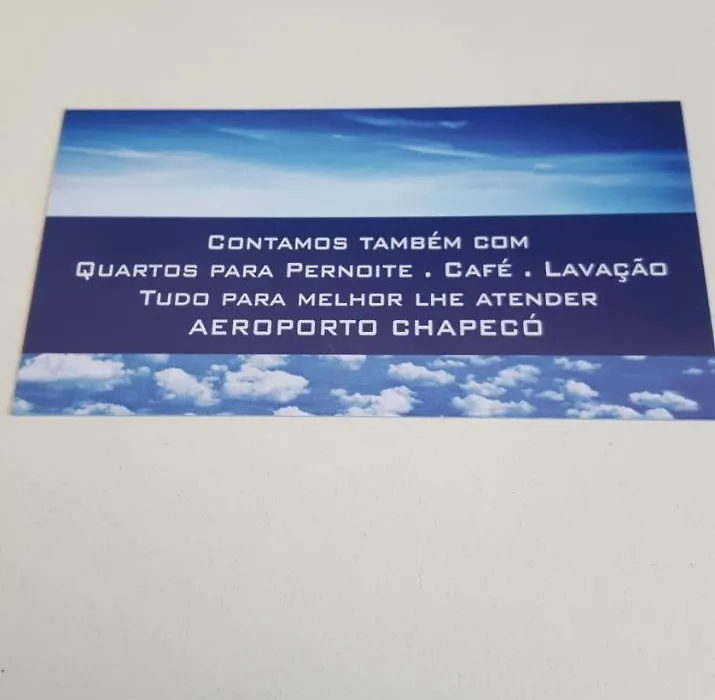 Contamos também com
Quartos para Pernoite . Café . Lavação
Tudo para melhor lhe atender
AEROPORTO CHAPECÓ